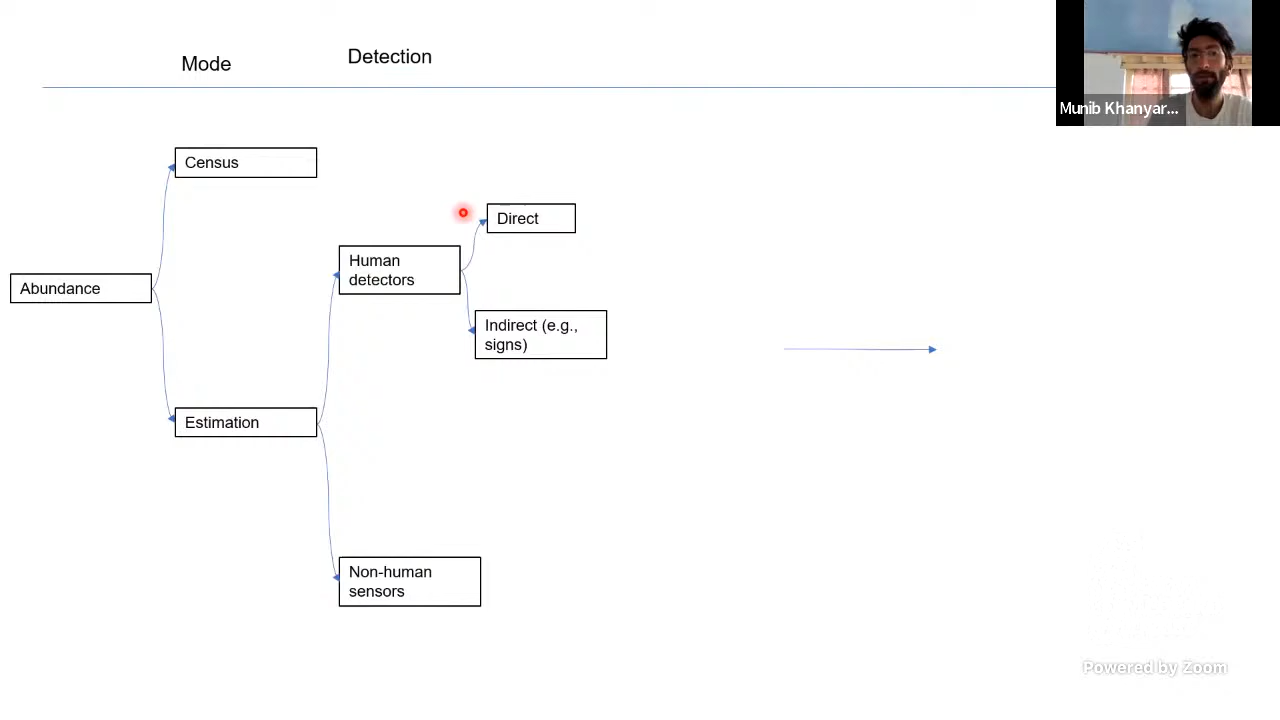 Mode
Detection
Munib Khanyar...
Census
Direct
Human
detectors
Abundance
Indirect (e.g.,
signs)
Estimation
Non-human
sensors
Powered by Zoom